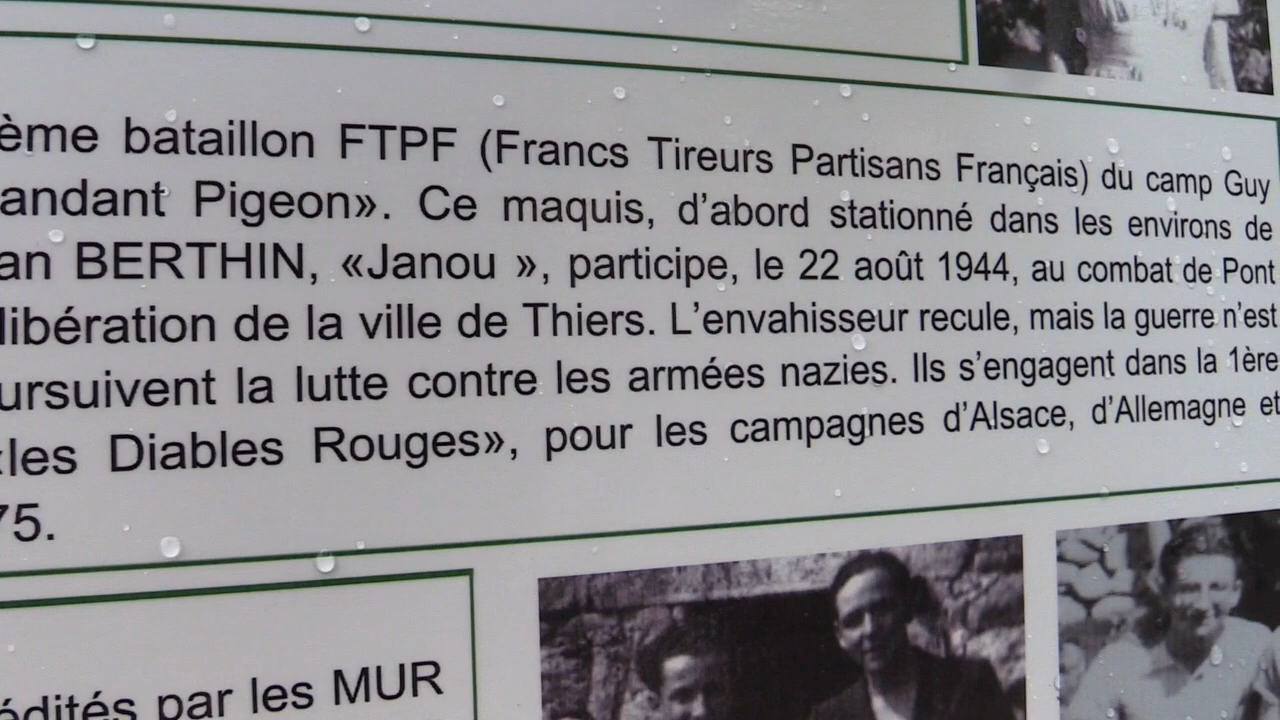 ème bataillon FTPF (Francs Tireurs Partisans Français) du camp Guy
andant Pigeon». Ce maquis, d'abord stationné dans les environs de
an BERTHIN, «Janou », participe, le 22 août 1944, au combat de Pont
libération de la ville de Thiers. L'envahisseur recule, mais la guerre n'est
ursuivent la lutte contre les armées nazies. Ils s'engagent dans la 1ère
«les Diables Rouges», pour les campagnes d'Alsace, d'Allemagne et
75.
édités par les MUR